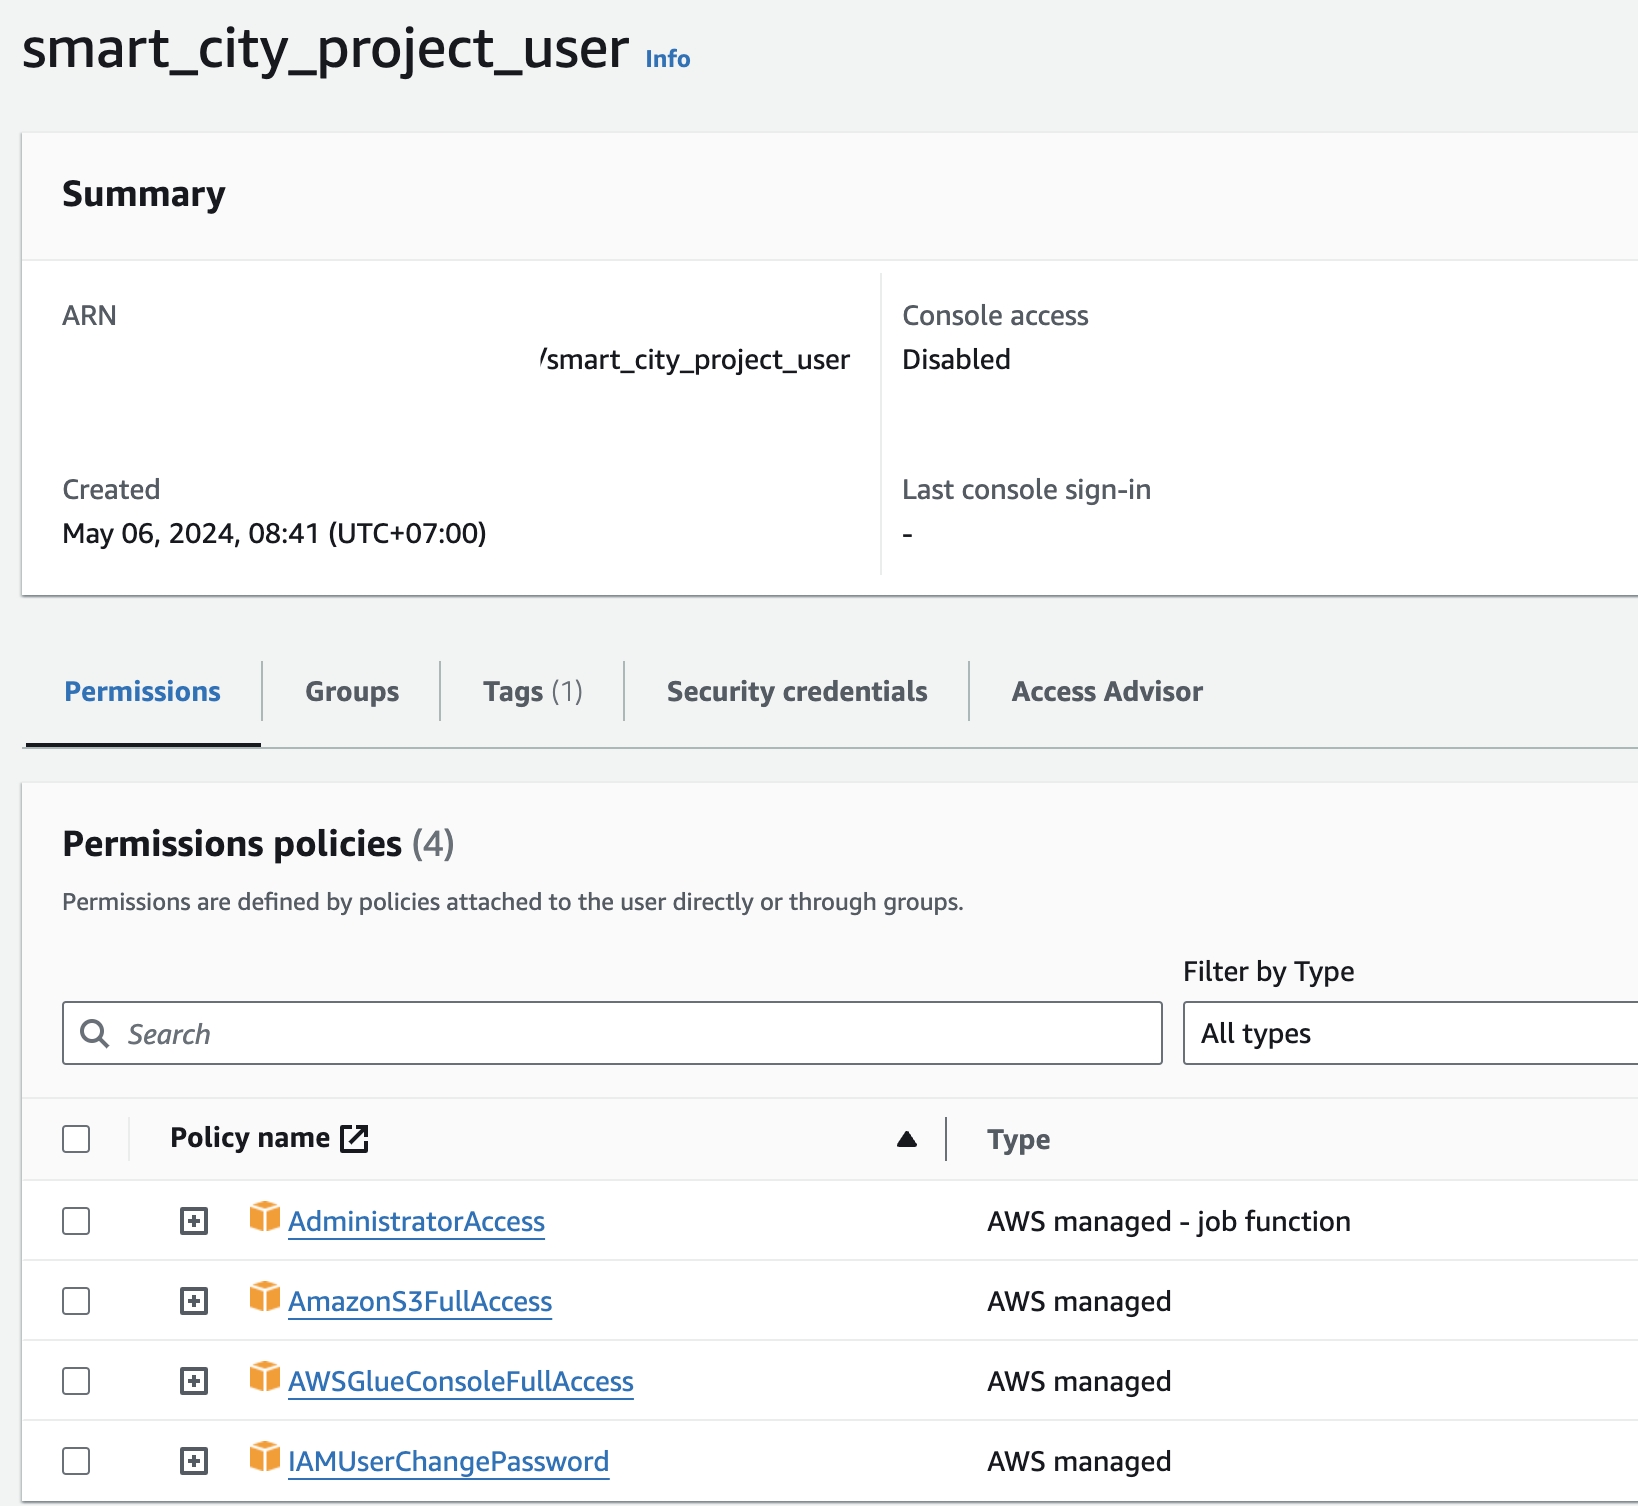 smart_city_project_user Info
Summary
ARN
/smart_city_project_user
Console access
Disabled
Created
May 06, 2024, 08:41 (UTC+07:00)
Last console sign-in
-
Permissions Groups Tags (1) Security credentials Access Advisor
Permissions policies (4)
Permissions are defined by policies attached to the user directly or through groups.
Filter by Type
Search
All types
Policy name Type
AdministratorAccess AWS managed - job function
AmazonS3FullAccess AWS managed
AWSGlueConsoleFullAccess AWS managed
IAMUserChangePassword AWS managed